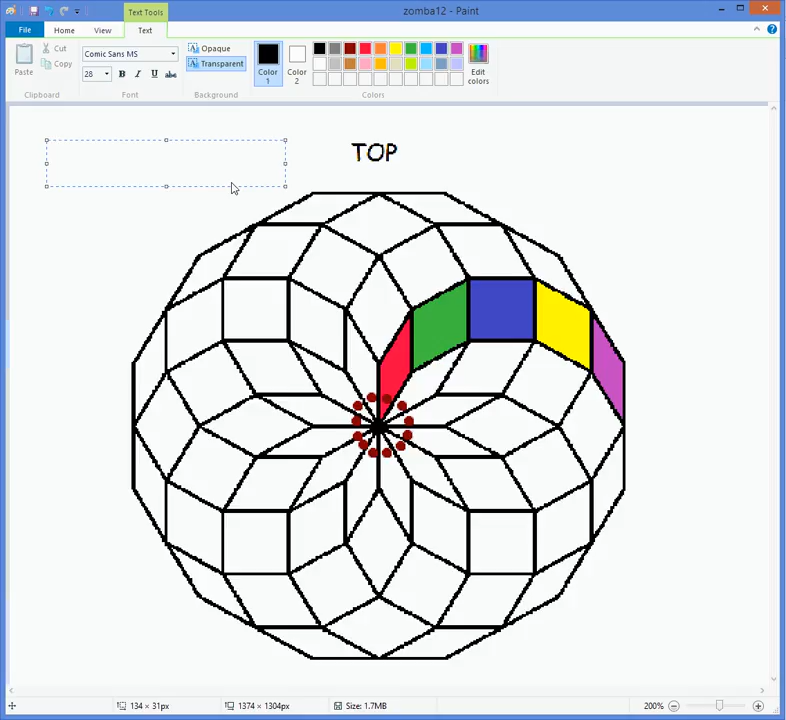 Text Tools
zomba12 - Paint
File
Home
View
Text
Paste
Cut
Copy
Clipboard
Comic Sans MS
28
B I U abc
Font
Opaque
Transparent
Background
Color 1
Color 2
Edit colors
Colors
TOP
134 × 31px
1374 × 1304px
Size: 1.7MB
200%